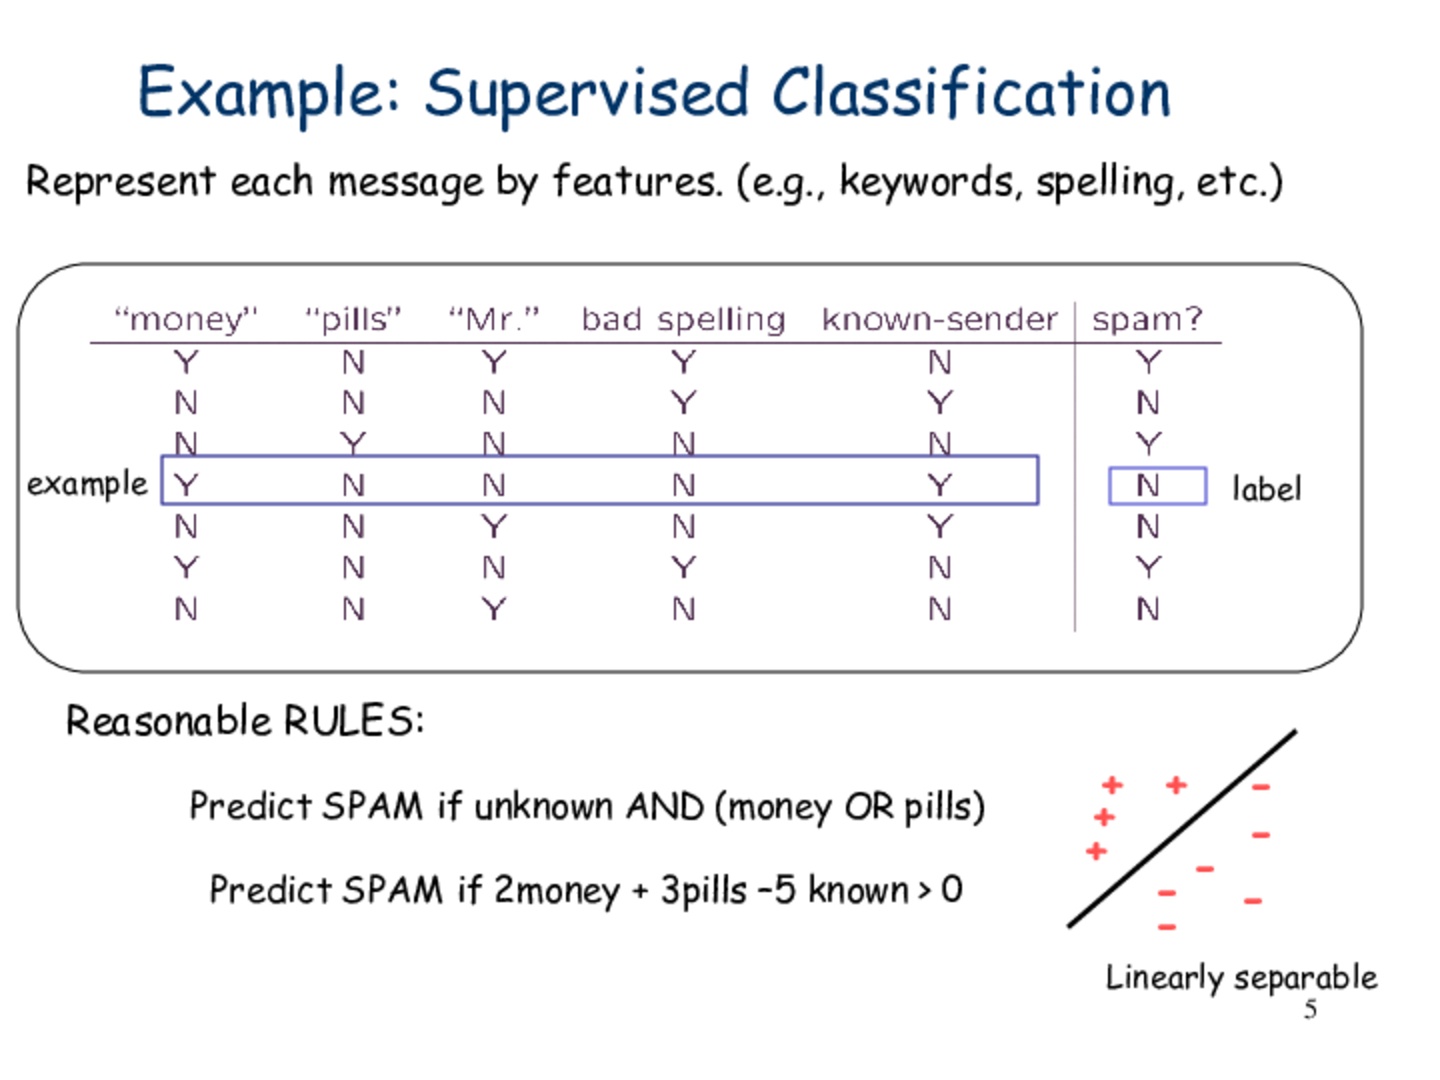 Example: Supervised Classification
Represent each message by features. (e.g., keywords, spelling, etc.)
“money” “pills” “Mr.” bad spelling known-sender spam?
Y N Y Y N Y
N N N Y Y N
N Y N N N Y
example Y N N N Y N label
N N Y N Y N
Y N N Y N Y
N N Y N N N
Reasonable RULES:
Predict SPAM if unknown AND (money OR pills)
Predict SPAM if 2money + 3pills –5 known > 0
Linearly separable
5